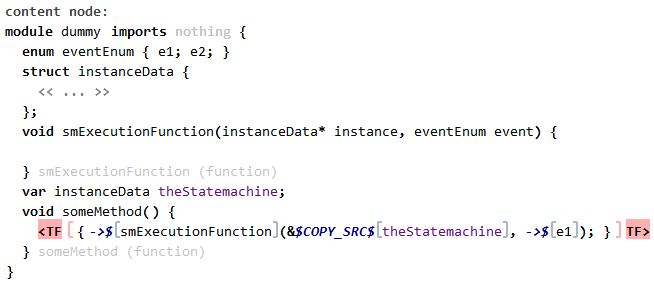 content node:
module dummy imports nothing {
enum eventEnum { e1; e2; }
struct instanceData {
<< ... >>
};
void smExecutionFunction(instanceData* instance, eventEnum event) {
} smExecutionFunction (function)
var instanceData theStatemachine;
void someMethod() {
<TF [ { ->$[smExecutionFunction](&$COPY_SRC$[theStatemachine], ->$[e1]); } ] TF>
} someMethod (function)
}